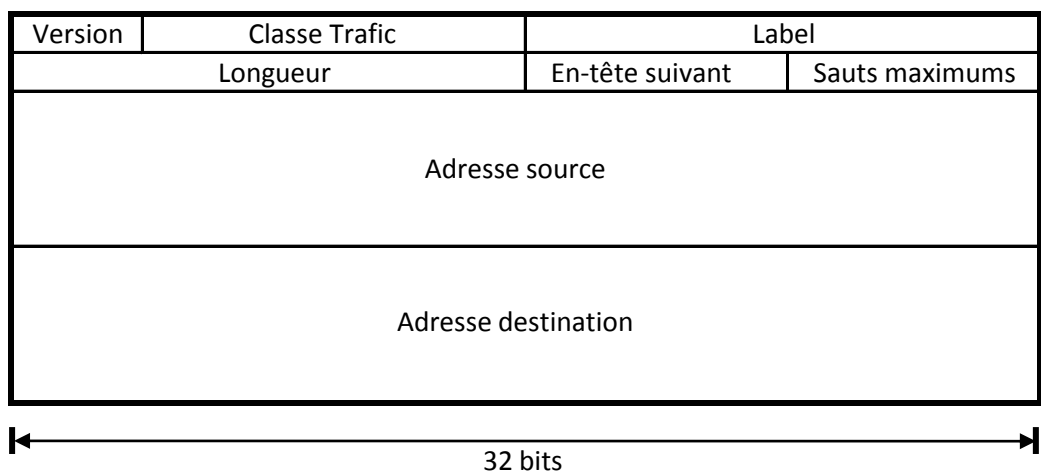 Version Classe Trafic Label
Longueur En-tête suivant Sauts maximums
Adresse source
Adresse destination
32 bits